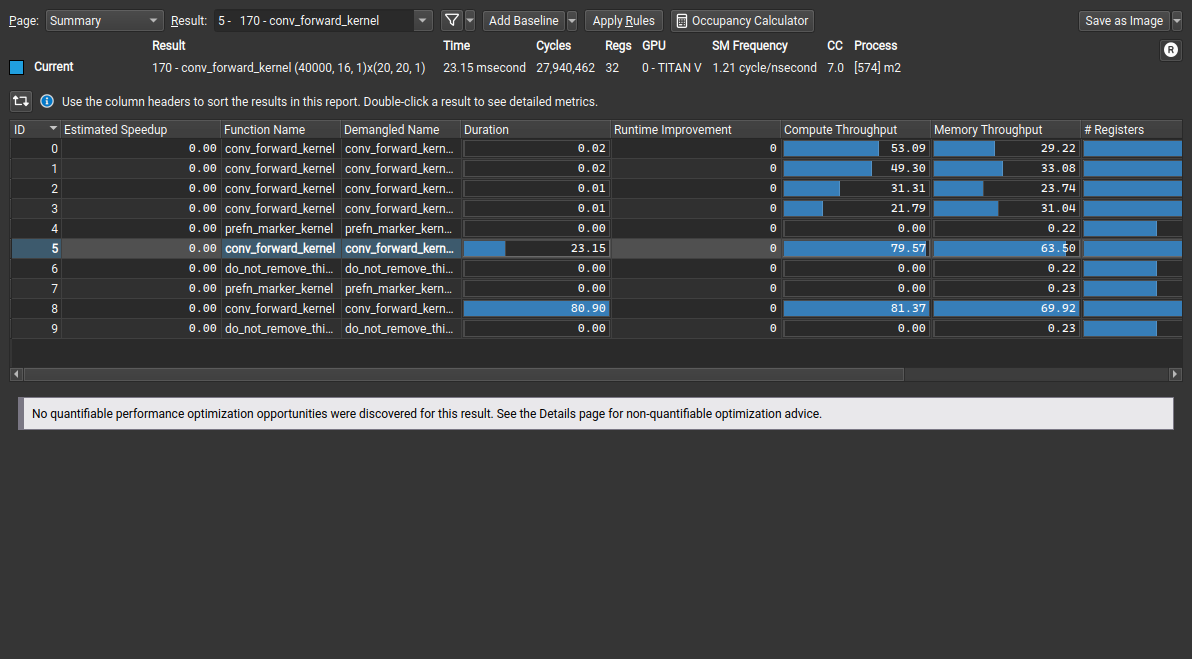 Page: Summary Result: 5 - 170 - conv_forward_kernel Add Baseline Apply Rules Occupancy Calculator Save as Image
Result Time Cycles Regs GPU SM Frequency CC Process
Current 170 - conv_forward_kernel (40000, 16, 1)x(20, 20, 1) 23.15 msecond 27,940,462 32 0 - TITAN V 1.21 cycle/nsecond 7.0 [574] m2
R
Use the column headers to sort the results in this report. Double-click a result to see detailed metrics.
ID Estimated Speedup Function Name Demangled Name Duration Runtime Improvement Compute Throughput Memory Throughput # Registers
0 0.00 conv_forward_kernel conv_forward_kern... 0.02 0 53.09 29.22
1 0.00 conv_forward_kernel conv_forward_kern... 0.02 0 49.30 33.08
2 0.00 conv_forward_kernel conv_forward_kern... 0.01 0 31.31 23.74
3 0.00 conv_forward_kernel conv_forward_kern... 0.01 0 21.79 31.04
4 0.00 prefn_marker_kernel prefn_marker_kern... 0.00 0 0.00 0.22
5 0.00 conv_forward_kernel conv_forward_kern... 23.15 0 79.57 63.50
6 0.00 do_not_remove_thi... do_not_remove_thi... 0.00 0 0.00 0.22
7 0.00 prefn_marker_kernel prefn_marker_kern... 0.00 0 0.00 0.23
8 0.00 conv_forward_kernel conv_forward_kern... 80.90 0 81.37 69.92
9 0.00 do_not_remove_thi... do_not_remove_thi... 0.00 0 0.00 0.23
No quantifiable performance optimization opportunities were discovered for this result. See the Details page for non-quantifiable optimization advice.